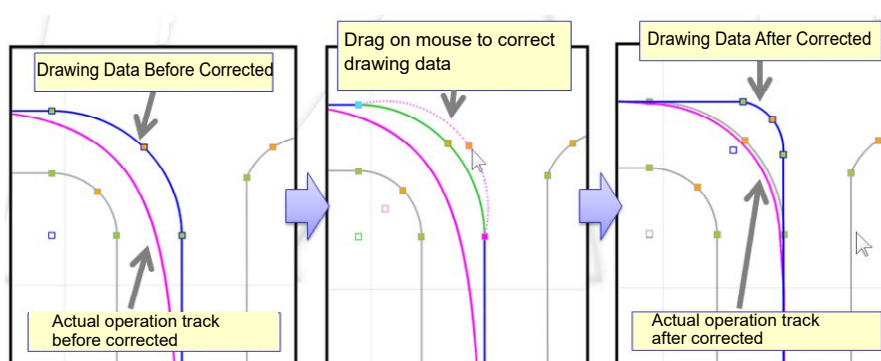 Drawing Data Before Corrected
Actual operation track
before corrected
Drag on mouse to correct
drawing data
Drawing Data After Corrected
Actual operation track
after corrected